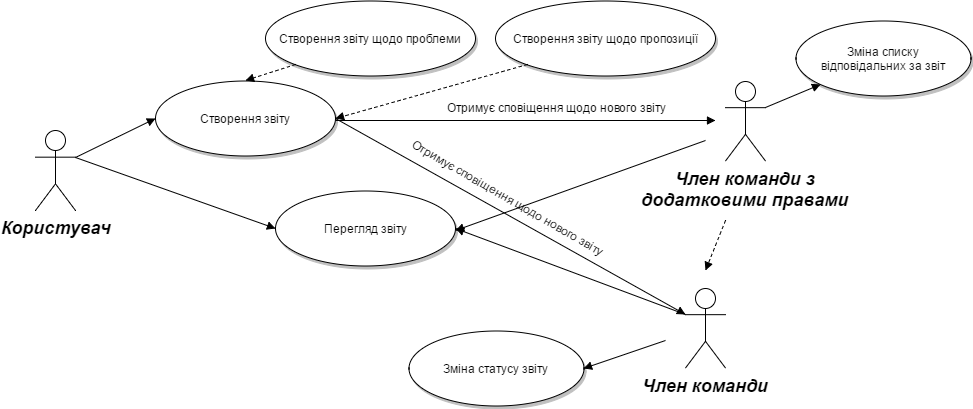 Створення звіту щодо проблеми
Створення звіту щодо пропозиції
Зміна списку
відповідальних за звіт
Створення звіту
Отримує сповіщення щодо нового звіту
Отримує сповіщення щодо нового звіту
Член команди з
додатковими правами
Користувач
Перегляд звіту
Зміна статусу звіту
Член команди